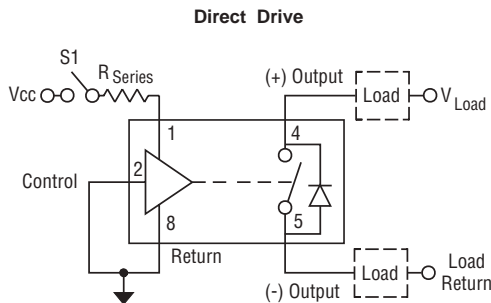 Direct Drive
S1
R Series
Vcc
(+) Output
Load
V Load
1
4
2
Control
8
5
Return
(-) Output
Load
Load
Return